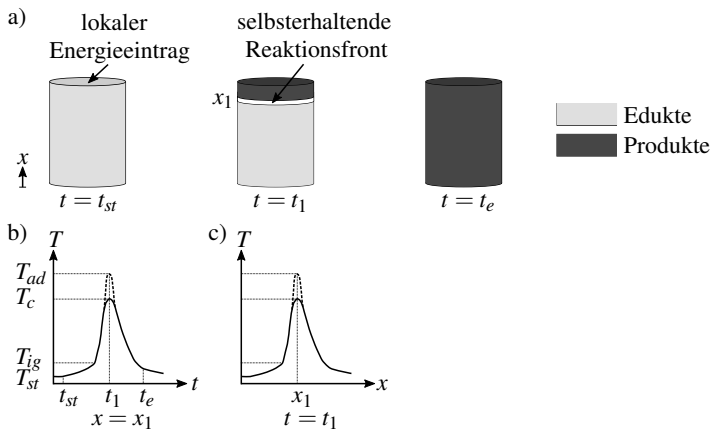 a)
lokaler
Energieeintrag
selbsterhaltende
Reaktionsfront
x₁
x
Edukte
Produkte
t = t_st
t = t₁
t = t_e
b)
T
T_ad
T_c
T_ig
T_st
t_st
t₁
t_e
t
x = x₁
c)
T
x₁
x
t = t₁